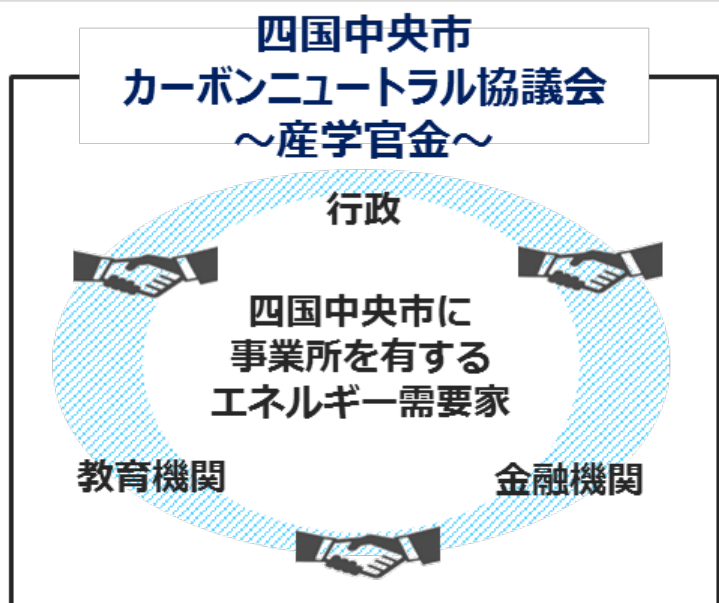 四国中央市
カーボンニュートラル協議会
～産学官金～
行政
四国中央市に
事業所を有する
エネルギー需要家
教育機関
金融機関